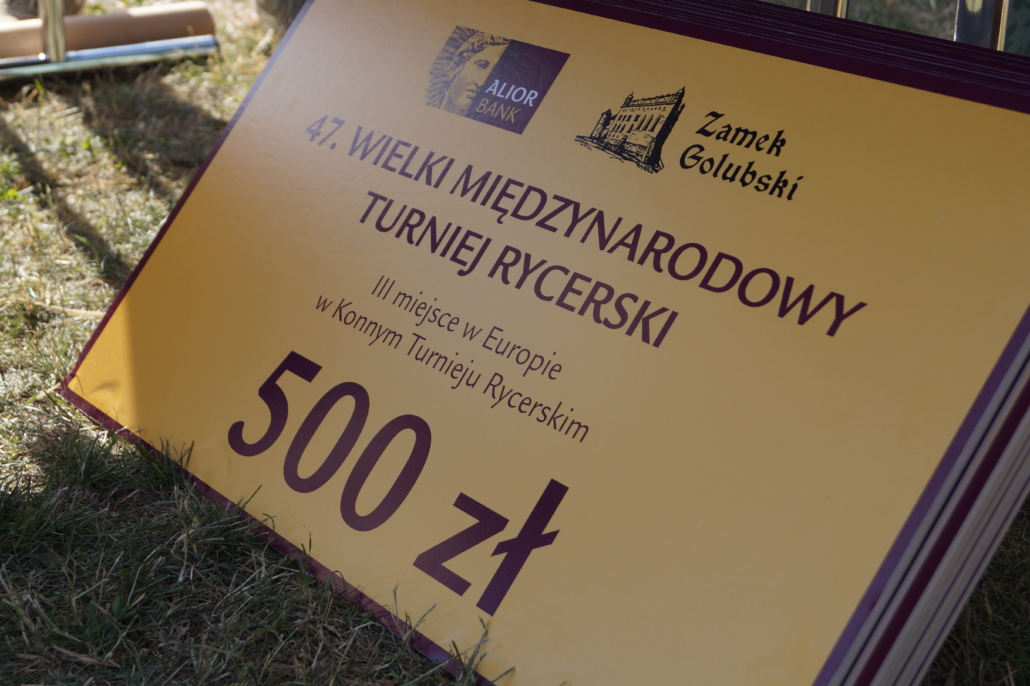 ALIOR
BANK
Zamek
Golubski
47. WIELKI MIĘDZYNARODOWY
TURNIEJ RYCERSKI
III miejsce w Europie
w Konnym Turnieju Rycerskim
500 zł